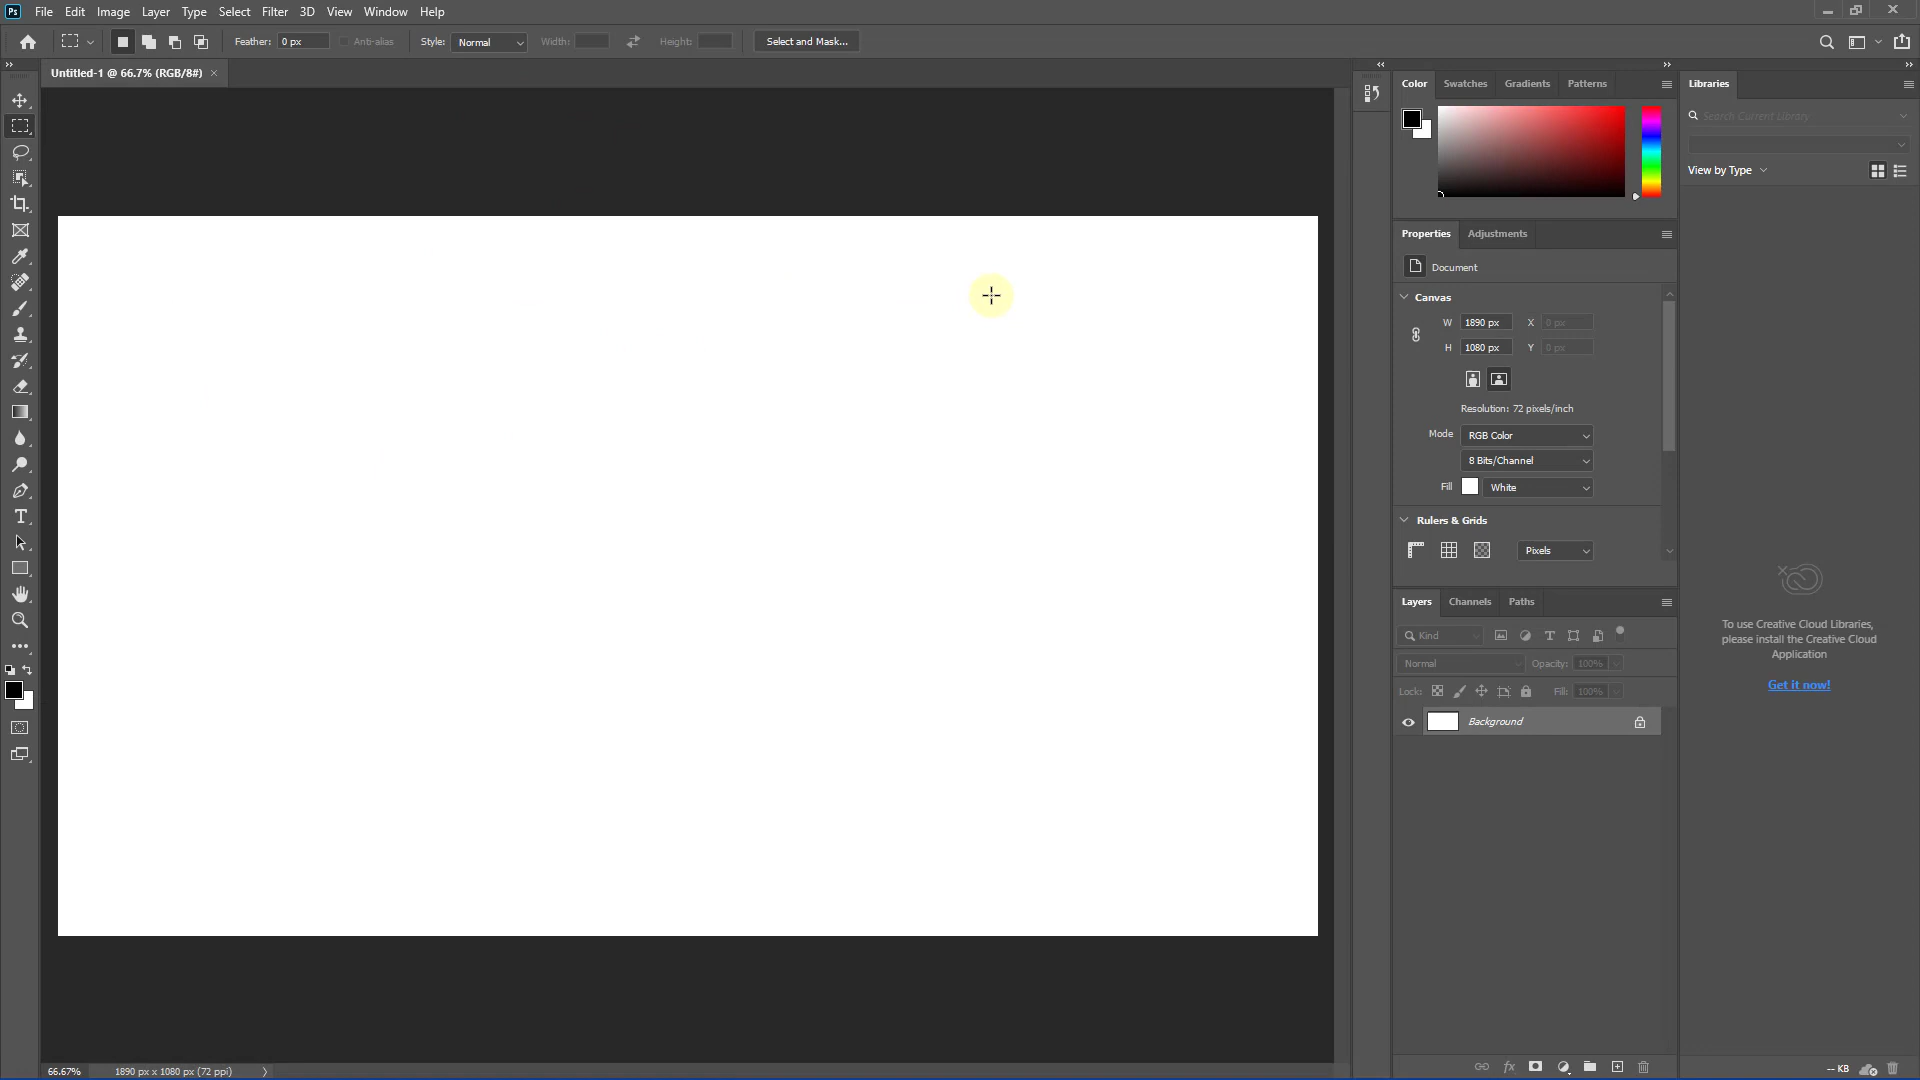 Ps File Edit Image Layer Type Select Filter 3D View Window Help
Feather: 0 px Anti-alias Style: Normal Width: Height: Select and Mask...
Untitled-1 @ 66.7% (RGB/8#) ×
Color Swatches Gradients Patterns
Libraries
Search Current Library
View by Type
Properties Adjustments
Document
Canvas
W 1890 px X 0 px
H 1080 px Y 0 px
Resolution: 72 pixels/inch
Mode RGB Color
8 Bits/Channel
Fill White
Rulers & Grids
Pixels
To use Creative Cloud Libraries,
please install the Creative Cloud
Application
Get it now!
Layers Channels Paths
Kind
Normal Opacity: 100%
Lock: Fill: 100%
Background
66.67% 1890 px x 1080 px (72 ppi)
fx
-- KB